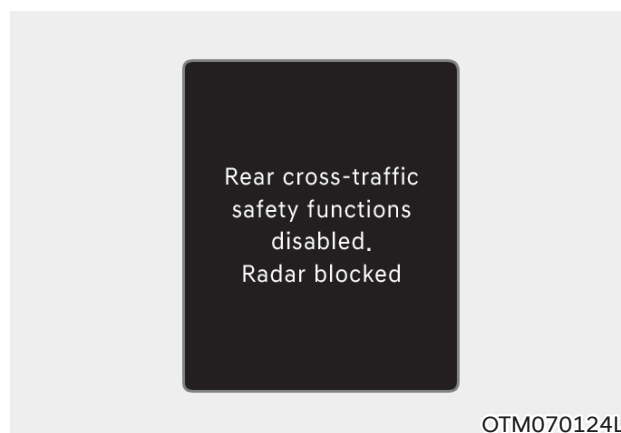 Rear cross-traffic
safety functions
disabled.
Radar blocked
OTM070124L